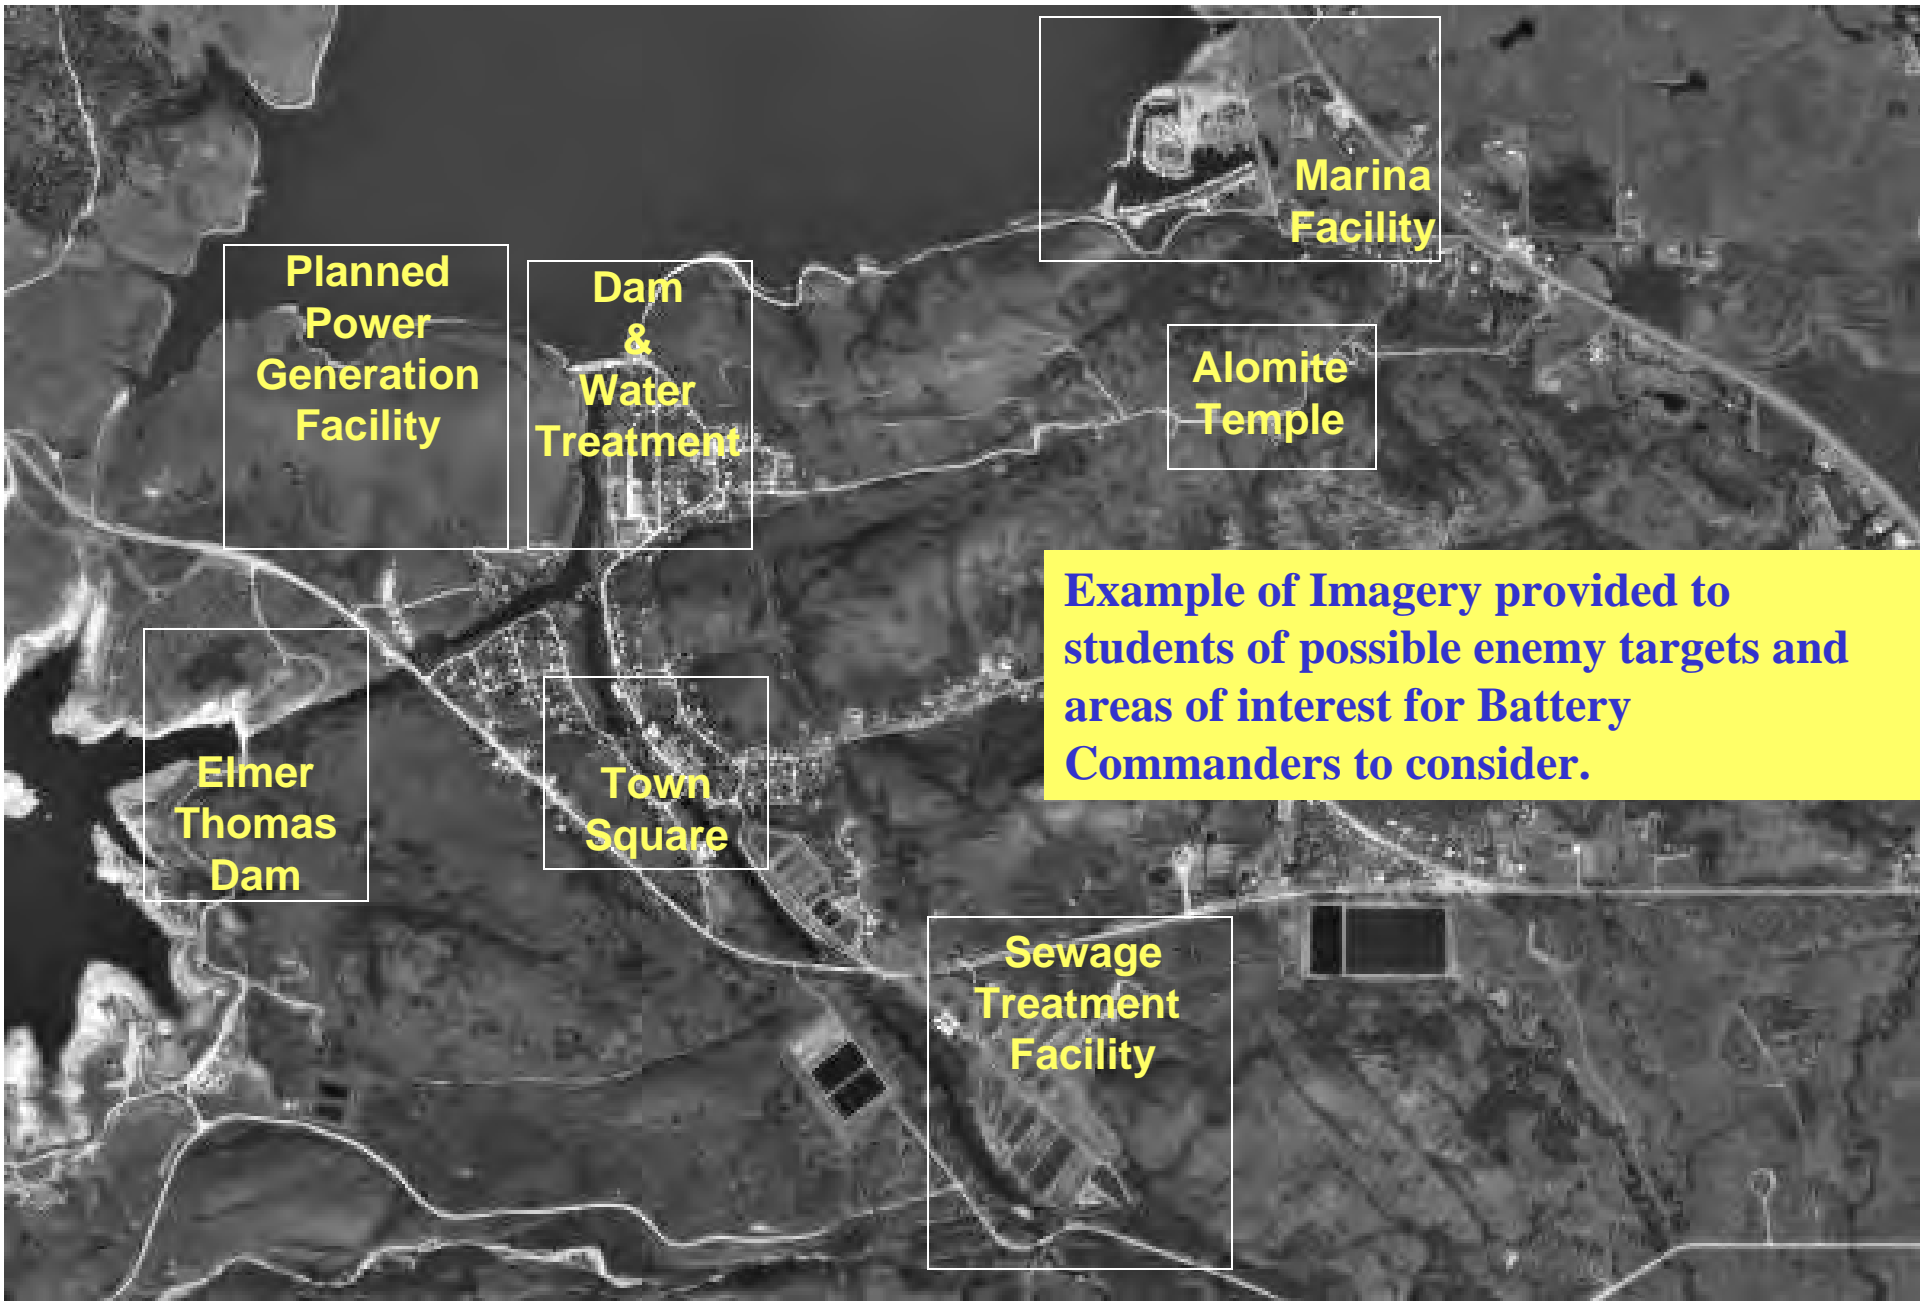 Marina
Facility
Planned
Power
Generation
Facility
Dam
&
Water
Treatment
Alomite
Temple
Example of Imagery provided to
students of possible enemy targets and
areas of interest for Battery
Commanders to consider.
Elmer
Thomas
Dam
Town
Square
Sewage
Treatment
Facility